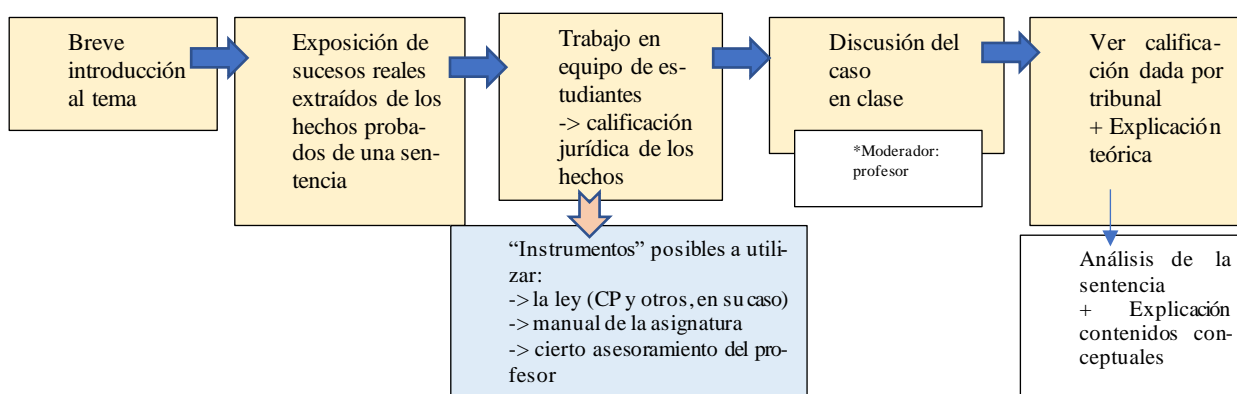 Breve
introducción
al tema
Exposición de
sucesos reales
extraídos de los
hechos proba-
dos de una sen-
tencia
Trabajo en
equipo de es-
tudiantes
-> calificación
jurídica de los
hechos
Discusión del
caso
en clase
*Moderador:
profesor
Ver califica-
ción dada por
tribunal
+ Explicación
teórica
“Instrumentos” posibles a utili-
zar:
-> la ley (CP y otros, en su caso)
-> manual de la asignatura
-> cierto asesoramiento del pro-
fesor
Análisis de la
sentencia
+ Explicación
contenidos con-
ceptuales